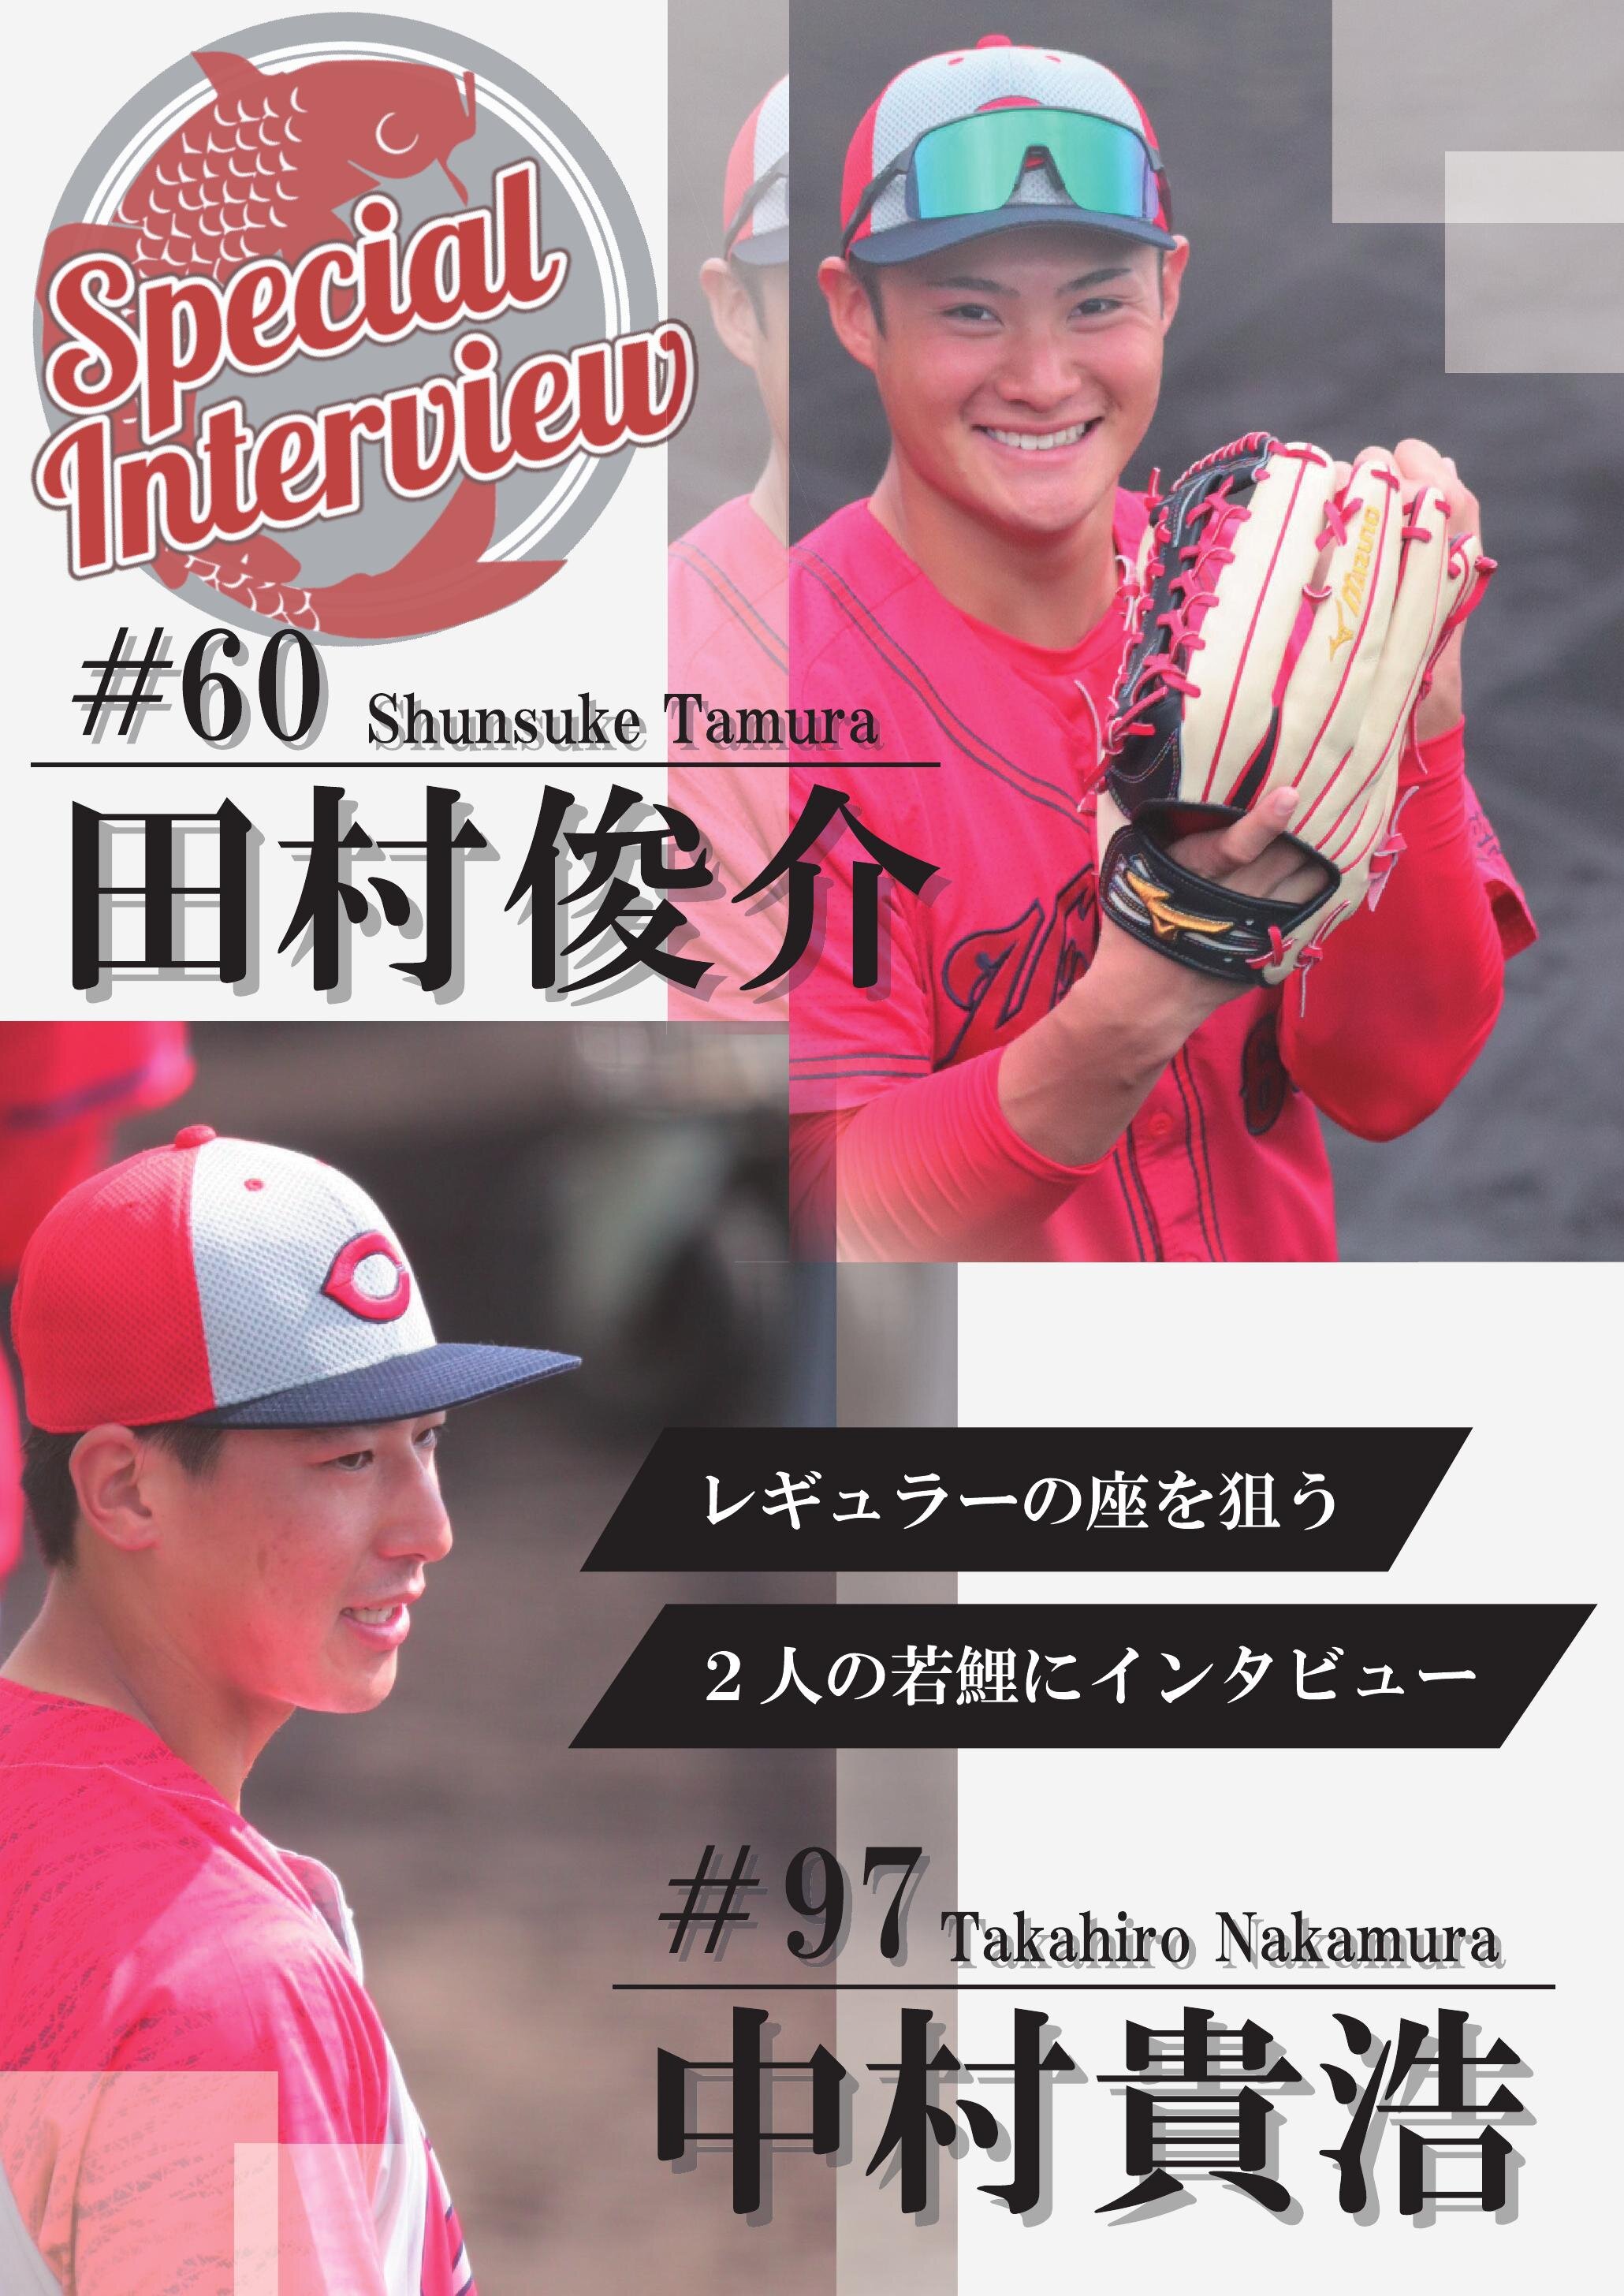 Special
Interview
#60 Shunsuke Tamura
田村俊介
MIZUNO
C
レギュラーの座を狙う
2人の若鯉にインタビュー
#97 Takahiro Nakamura
中村貴浩